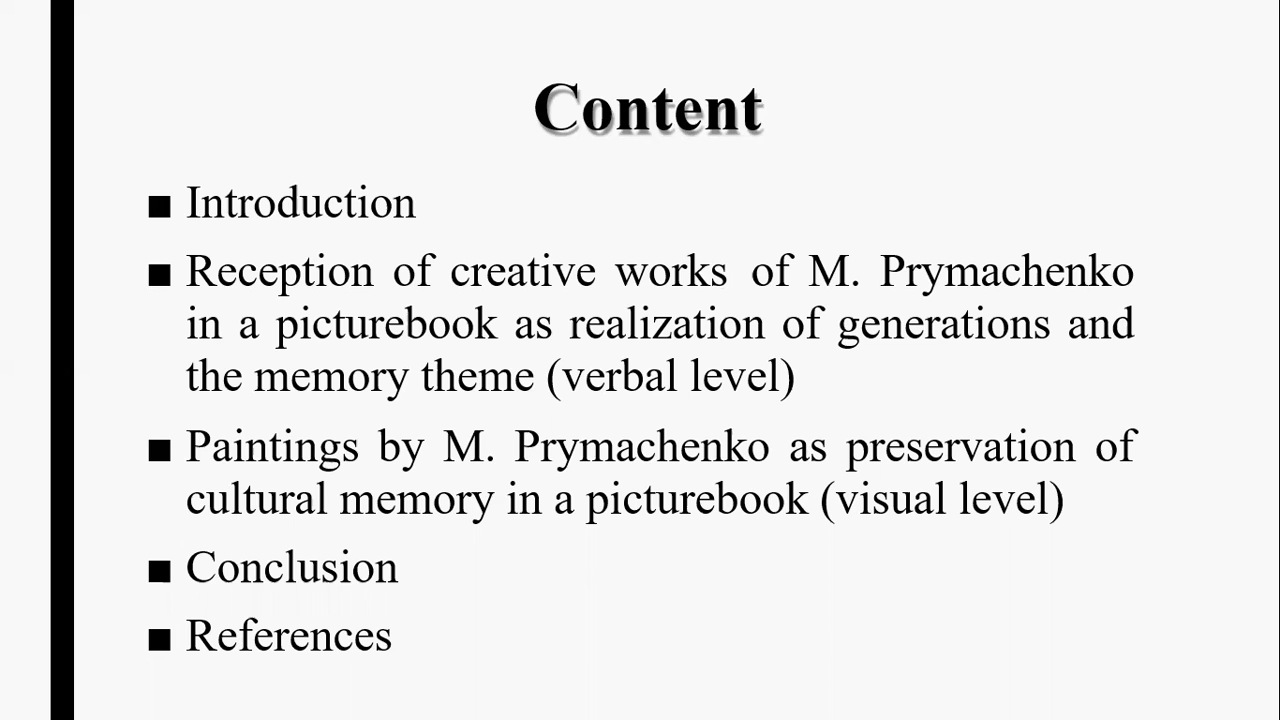 Content
■ Introduction
■ Reception of creative works of M. Prymachenko
in a picturebook as realization of generations and
the memory theme (verbal level)
■ Paintings by M. Prymachenko as preservation of
cultural memory in a picturebook (visual level)
■ Conclusion
■ References